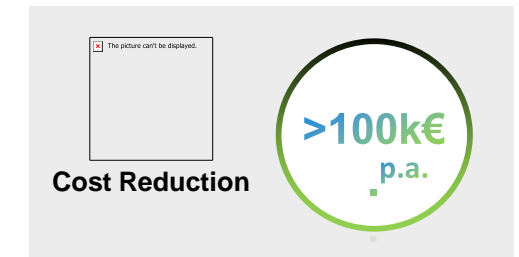 The picture can't be displayed.
Cost Reduction
>100k€
p.a.